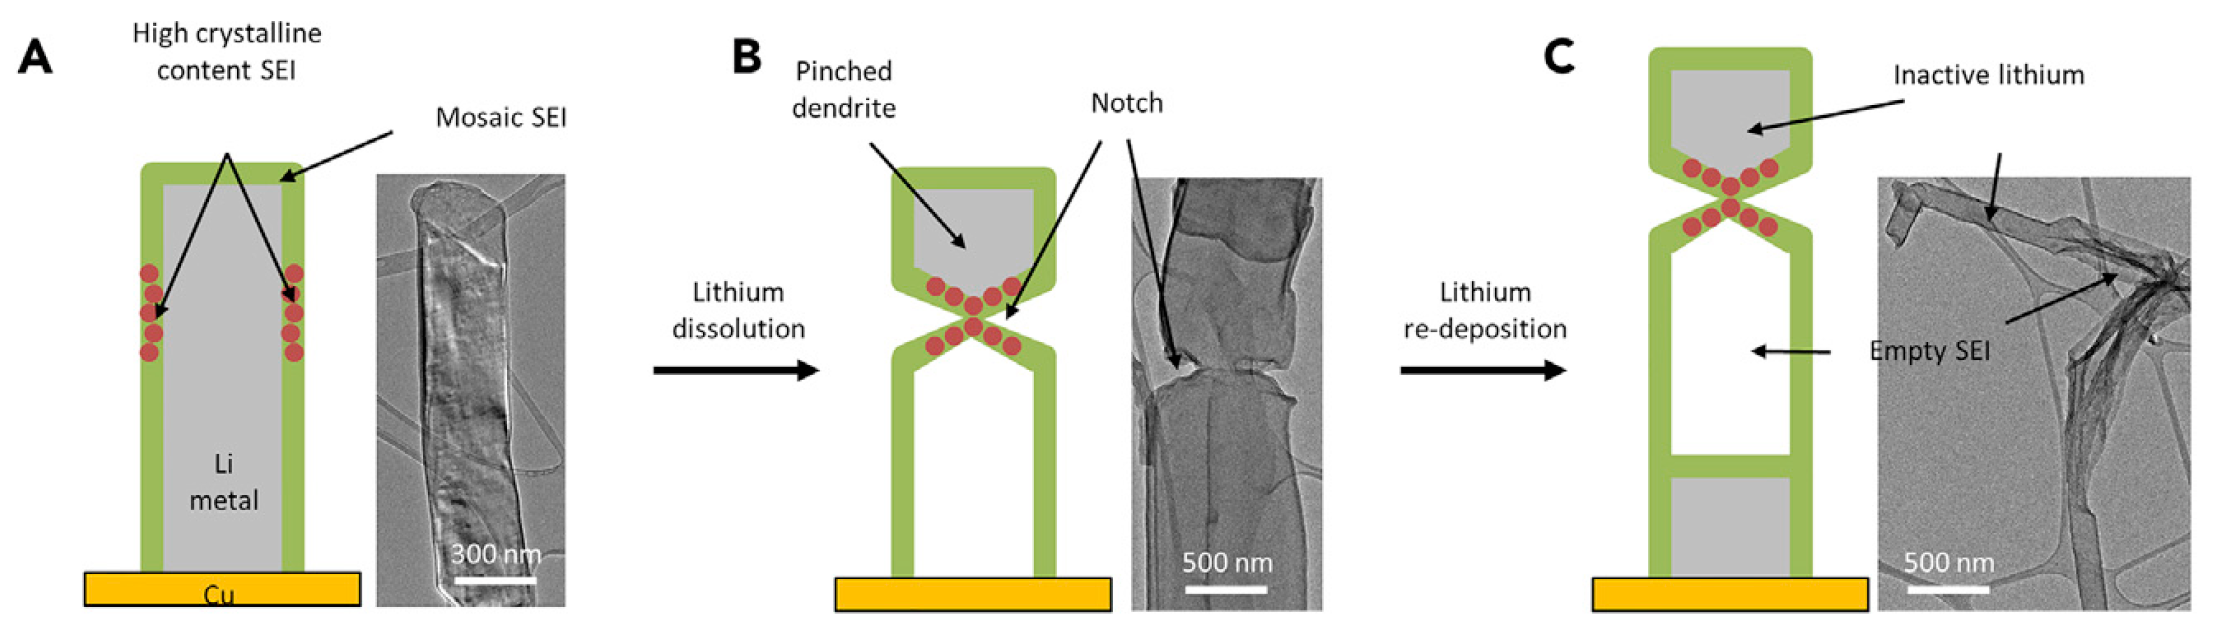 A
High crystalline
content SEI
Mosaic SEI
Li
metal
Cu
300 nm
Lithium
dissolution
B
Pinched
dendrite
Notch
500 nm
Lithium
re-deposition
C
Inactive lithium
Empty SEI
500 nm